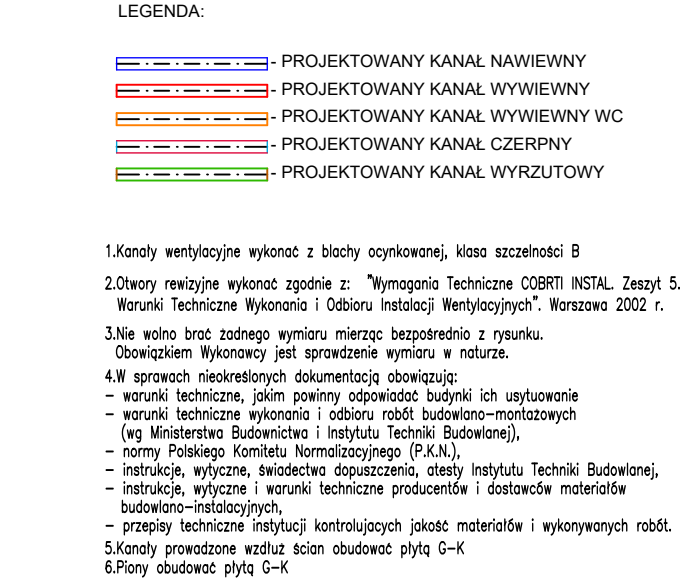 LEGENDA:
- PROJEKTOWANY KANAŁ NAWIEWNY
- PROJEKTOWANY KANAŁ WYWIEWNY
- PROJEKTOWANY KANAŁ WYWIEWNY WC
- PROJEKTOWANY KANAŁ CZERPNY
- PROJEKTOWANY KANAŁ WYRZUTOWY
1.Kanały wentylacyjne wykonać z blachy ocynkowanej, klasa szczelności B
2.Otwory rewizyjne wykonać zgodnie z: "Wymagania Techniczne COBRTI INSTAL. Zeszyt 5.
Warunki Techniczne Wykonania i Odbioru Instalacji Wentylacyjnych". Warszawa 2002 r.
3.Nie wolno brać żadnego wymiaru mierząc bezpośrednio z rysunku.
Obowiązkiem Wykonawcy jest sprawdzenie wymiaru w naturze.
4.W sprawach nieokreślonych dokumentacją obowiązują:
– warunki techniczne, jakim powinny odpowiadać budynki ich usytuowanie
– warunki techniczne wykonania i odbioru robót budowlano–montażowych
(wg Ministerstwa Budownictwa i Instytutu Techniki Budowlanej),
– normy Polskiego Komitetu Normalizacyjnego (P.K.N.),
– instrukcje, wytyczne, świadectwa dopuszczenia, atesty Instytutu Techniki Budowlanej,
– instrukcje, wytyczne i warunki techniczne producentów i dostawców materiałów
budowlano–instalacyjnych,
– przepisy techniczne instytucji kontrolujacych jakość materiałów i wykonywanych robót.
5.Kanały prowadzone wzdłuż ścian obudować płytą G–K
6.Piony obudować płytą G–K